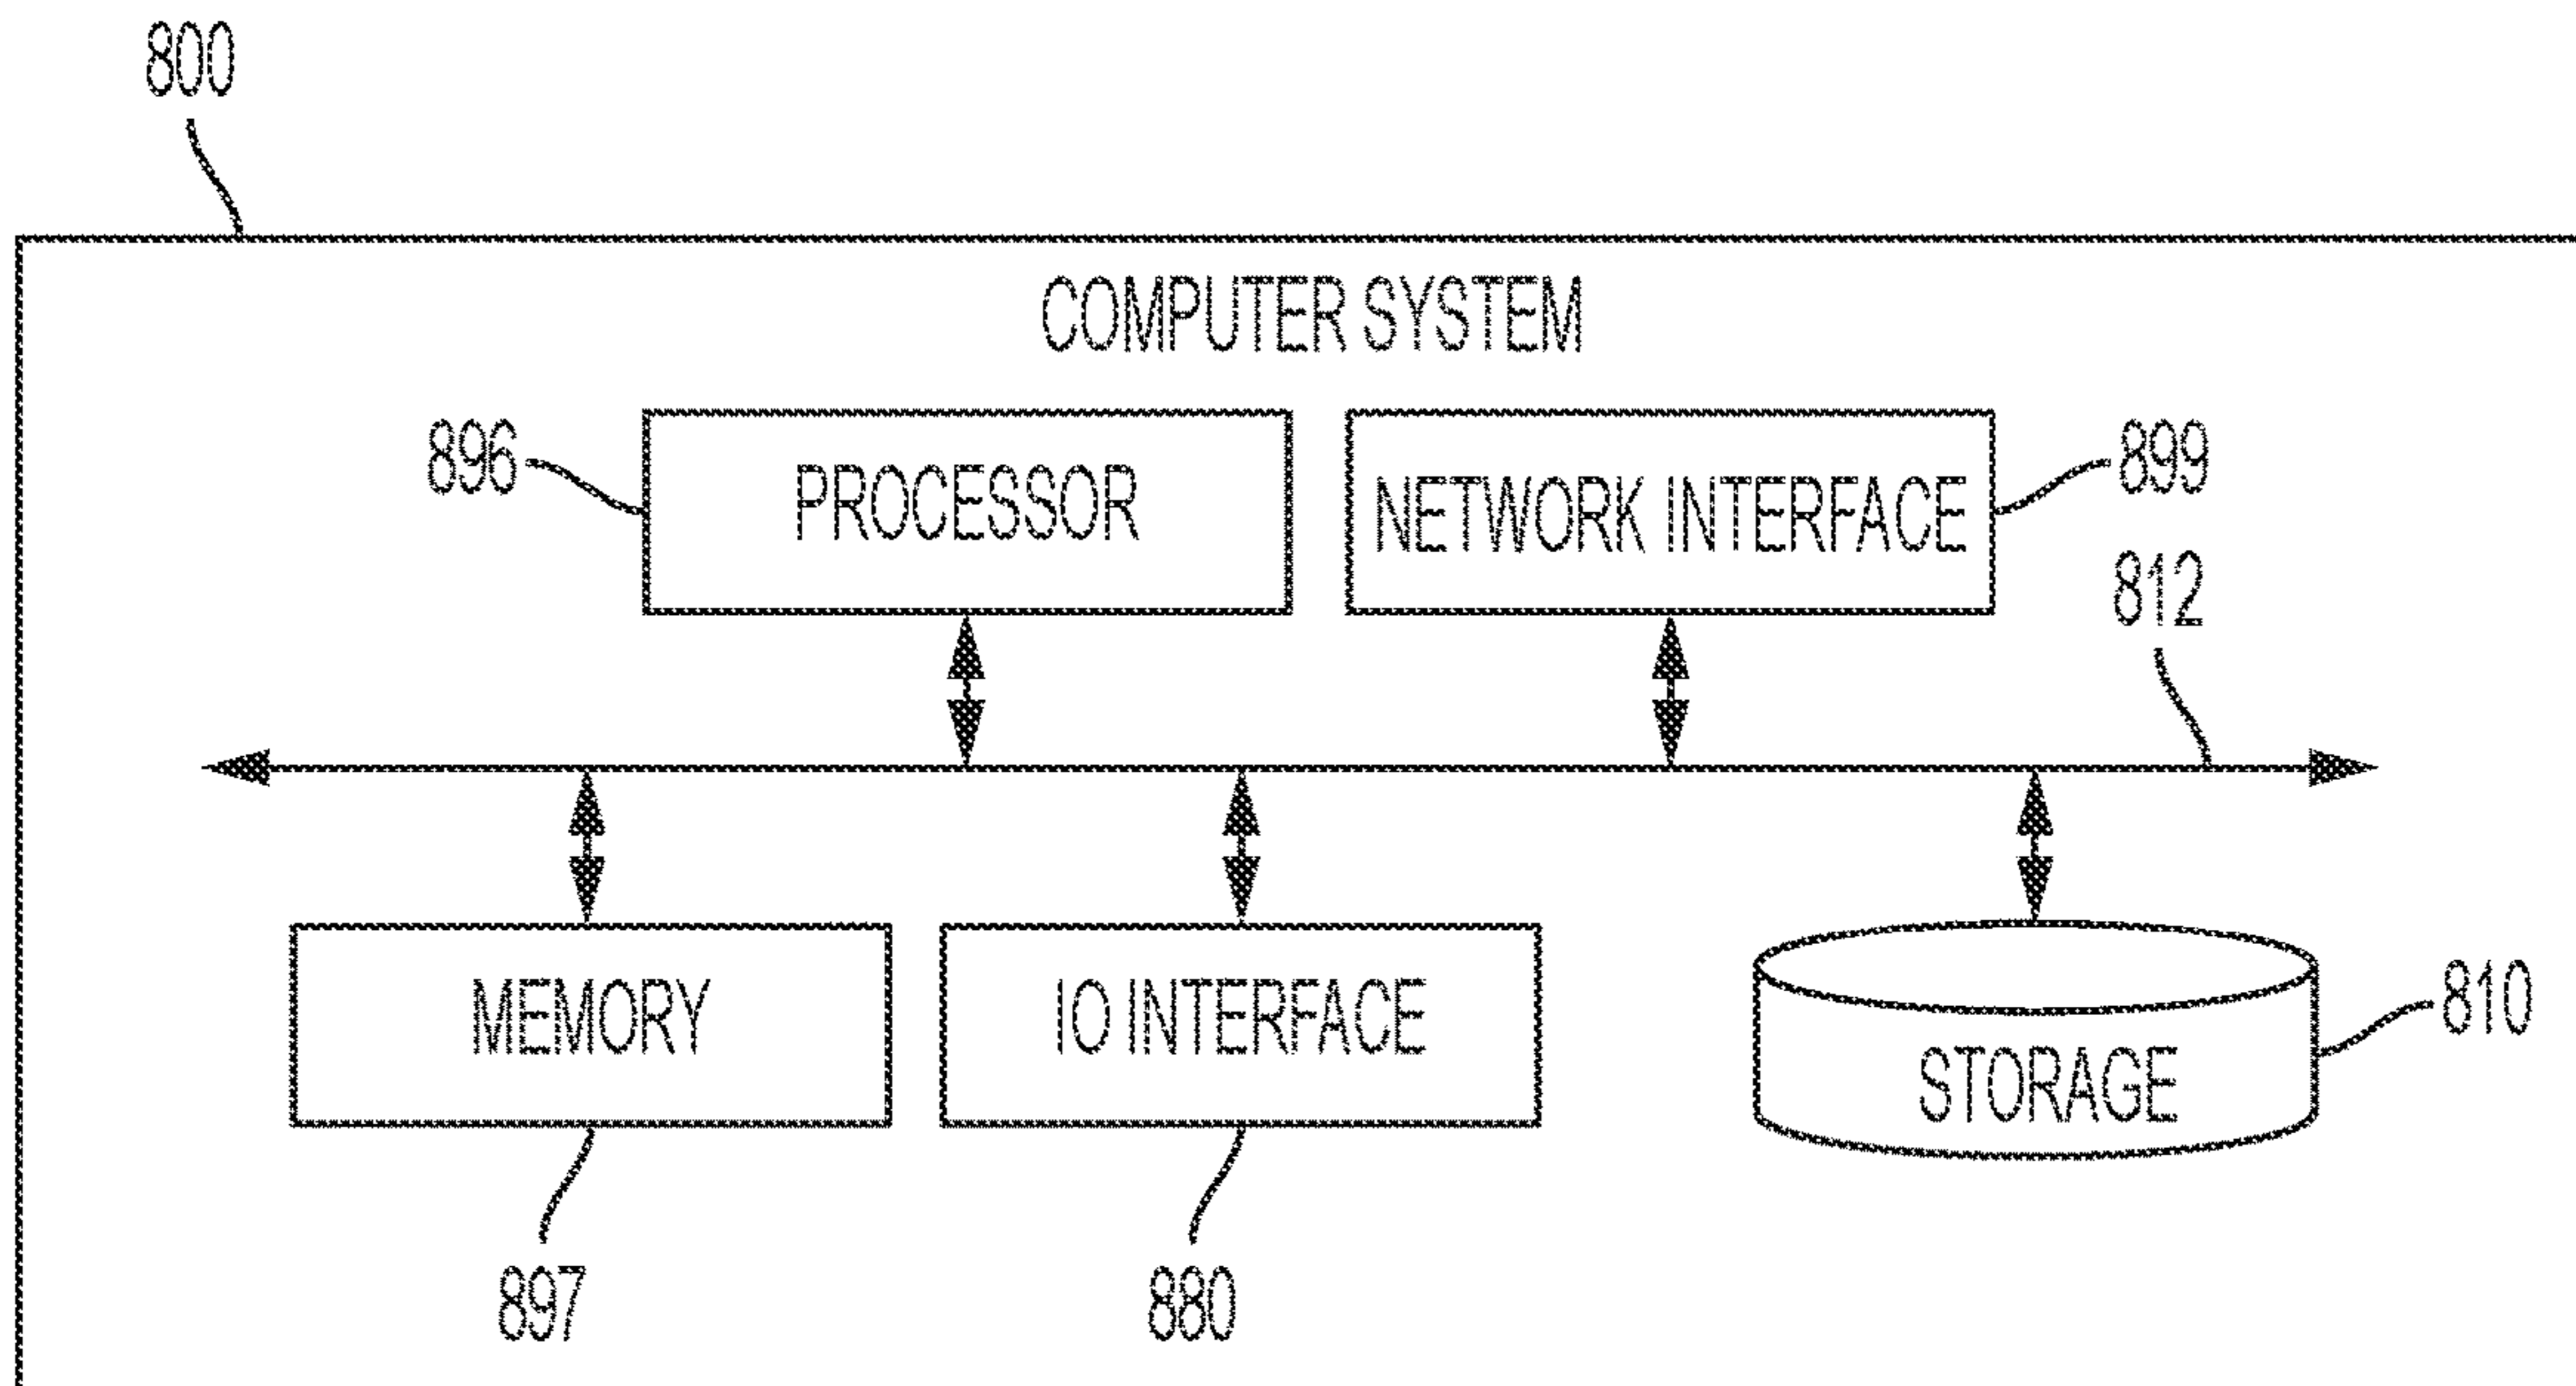 800
COMPUTER SYSTEM
896
PROCESSOR
NETWORK INTERFACE
899
812
MEMORY
IO INTERFACE
STORAGE
810
897
880